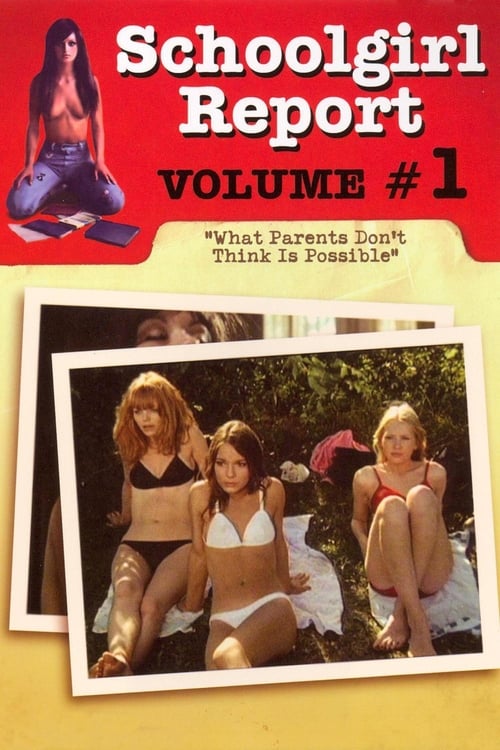 Schoolgirl
Report
VOLUME #1
"What Parents Don't
Think Is Possible"